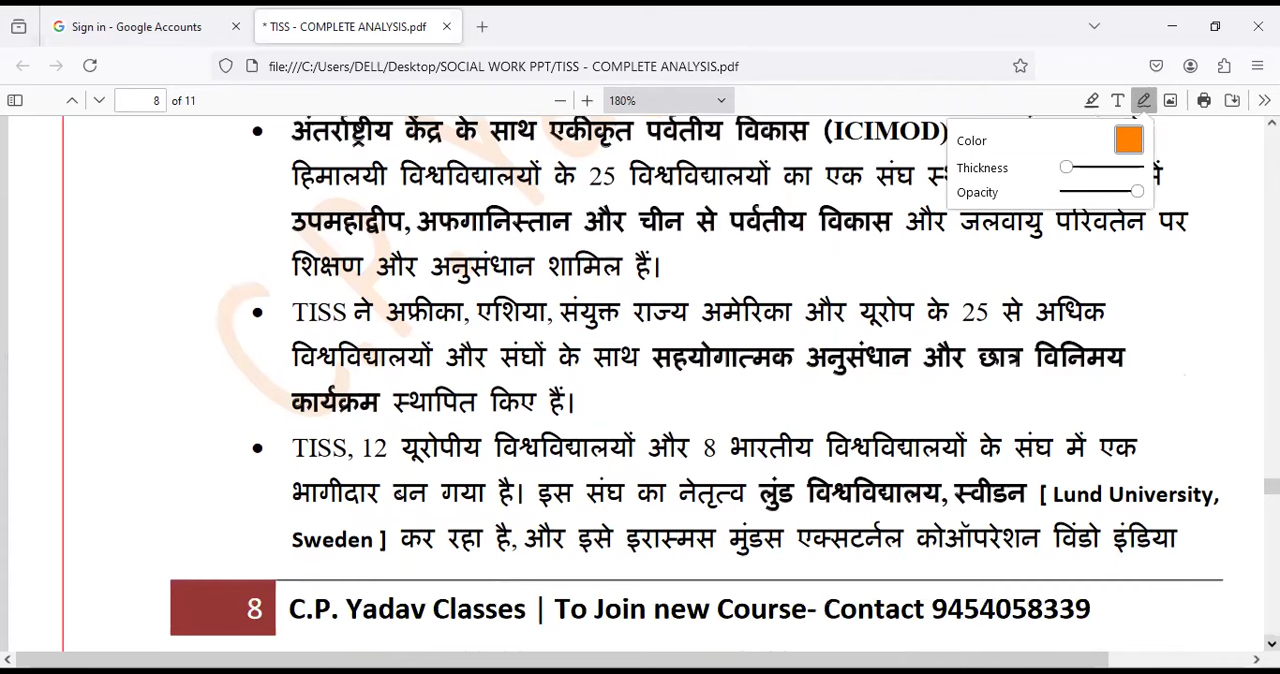 Sign in - Google Accounts
* TISS - COMPLETE ANALYSIS.pdf
file:///C:/Users/DELL/Desktop/SOCIAL WORK PPT/TISS - COMPLETE ANALYSIS.pdf
8 of 11
180%
Color
Thickness
Opacity
अंतर्राष्ट्रीय केंद्र के साथ एकीकृत पर्वतीय विकास (ICIMOD)
हिमालयी विश्वविद्यालयों के 25 विश्वविद्यालयों का एक संघ
उपमहाद्वीप, अफगानिस्तान और चीन से पर्वतीय विकास और जलवायु परिवर्तन पर
शिक्षण और अनुसंधान शामिल हैं।
TISS ने अफ्रीका, एशिया, संयुक्त राज्य अमेरिका और यूरोप के 25 से अधिक
विश्वविद्यालयों और संघों के साथ सहयोगात्मक अनुसंधान और छात्र विनिमय
कार्यक्रम स्थापित किए हैं।
TISS, 12 यूरोपीय विश्वविद्यालयों और 8 भारतीय विश्वविद्यालयों के संघ में एक
भागीदार बन गया है। इस संघ का नेतृत्व लुंड विश्वविद्यालय, स्वीडन [ Lund University,
Sweden ] कर रहा है, और इसे इरास्मस मुंडस एक्सटर्नल कोऑपरेशन विंडो इंडिया
8 C.P. Yadav Classes | To Join new Course- Contact 9454058339
C.P.Y